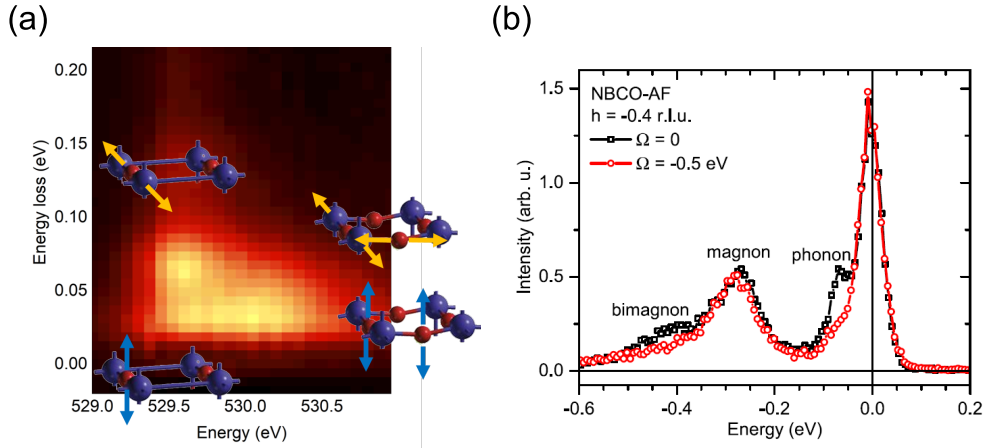 (a)
0.20
0.15
0.10
0.05
0.00
Energy loss (eV)
529.0
529.5
530.0
530.5
Energy (eV)
(b)
NBCO-AF
h = -0.4 r.l.u.
Ω = 0
Ω = -0.5 eV
bimagnon
magnon
phonon
1.5
1.0
0.5
0.0
Intensity (arb. u.)
-0.6
-0.4
-0.2
0.0
0.2
Energy (eV)